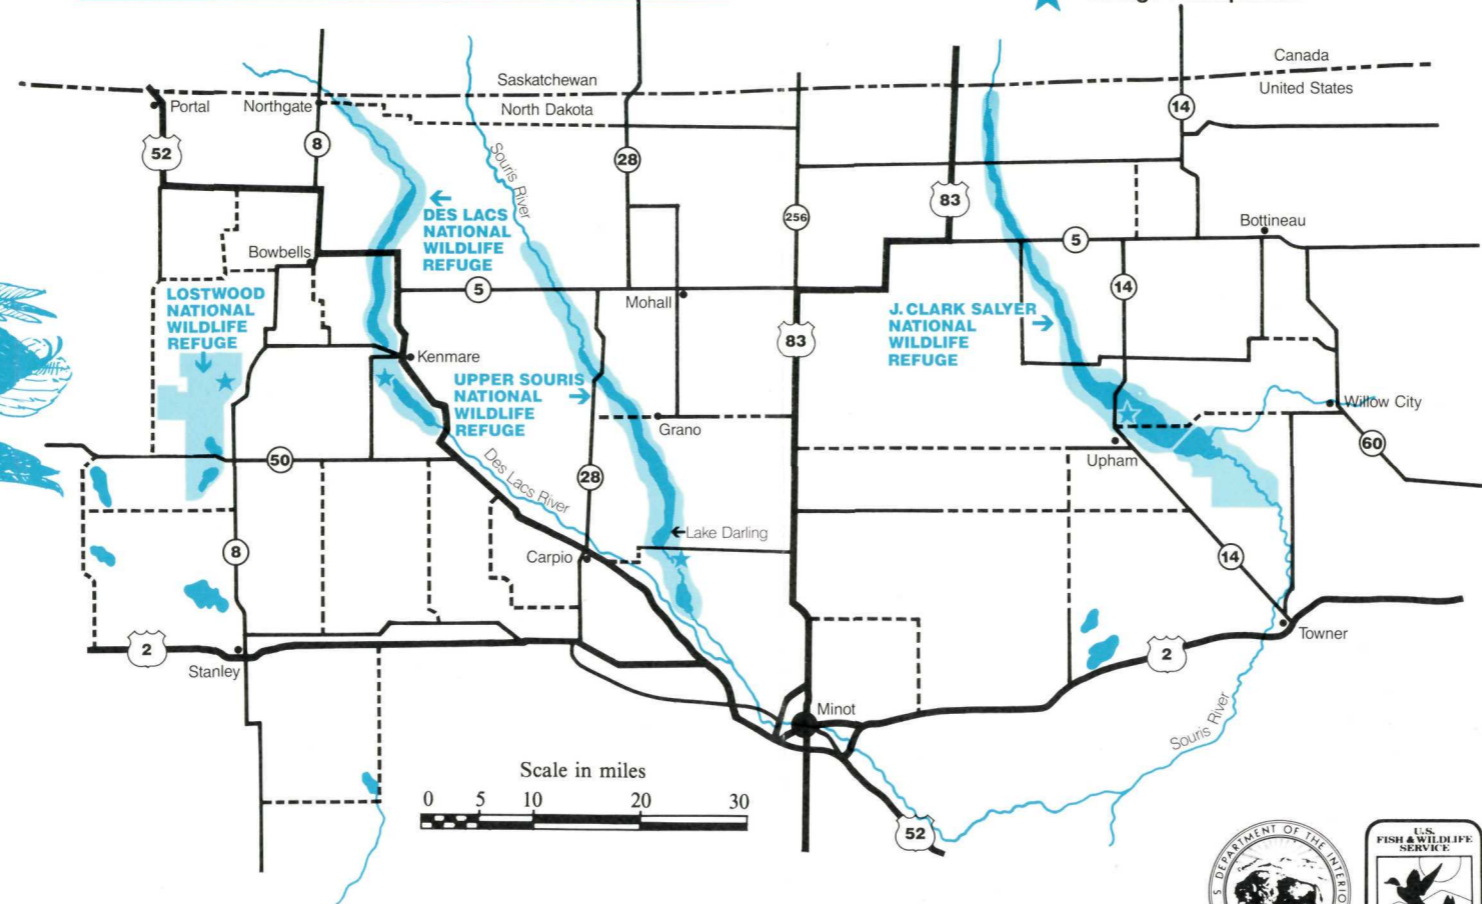 Canada
United States
Saskatchewan
North Dakota
Portal
Northgate
52
8
28
14
83
256
Souris River
DES LACS
NATIONAL
WILDLIFE
REFUGE
Bottineau
5
Bowbells
LOSTWOOD
NATIONAL
WILDLIFE
REFUGE
5
Mohall
14
J. CLARK SALYER
NATIONAL
WILDLIFE
REFUGE
83
Kenmare
UPPER SOURIS
NATIONAL
WILDLIFE
REFUGE
Willow City
Grano
60
Upham
50
Des Lacs River
28
Lake Darling
8
Carpio
14
2
Stanley
Towner
2
Minot
Souris River
Scale in miles
0 5 10 20 30
52
DEPARTMENT OF THE INTERIO
U.S.
FISH & WILDLIFE
SERVICE